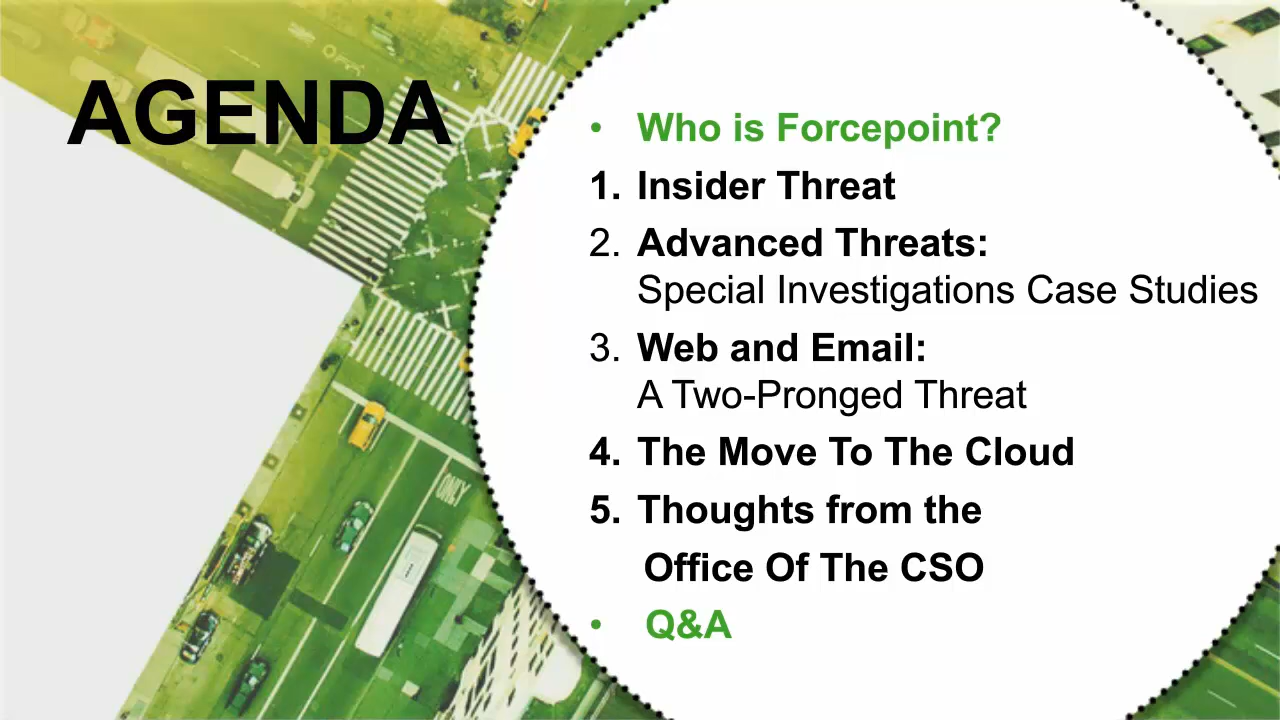 AGENDA
• Who is Forcepoint?
1. Insider Threat
2. Advanced Threats:
Special Investigations Case Studies
3. Web and Email:
A Two-Pronged Threat
4. The Move To The Cloud
5. Thoughts from the
Office Of The CSO
• Q&A
ONLY